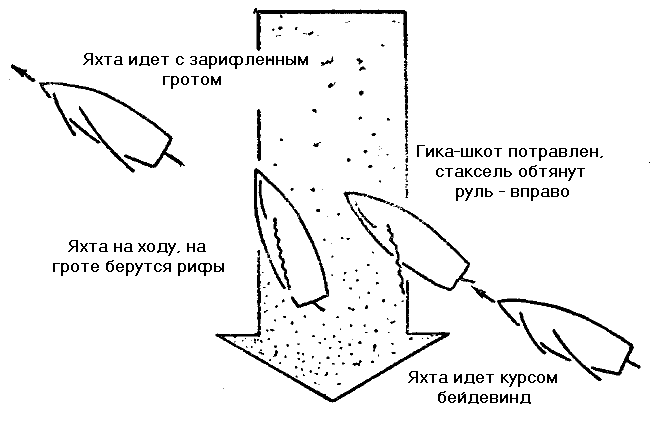 Яхта идет с зарифленным
гротом
Гика-шкот потравлен,
стаксель обтянут
руль - вправо
Яхта на ходу, на
гроте берутся рифы
Яхта идет курсом
бейдевинд